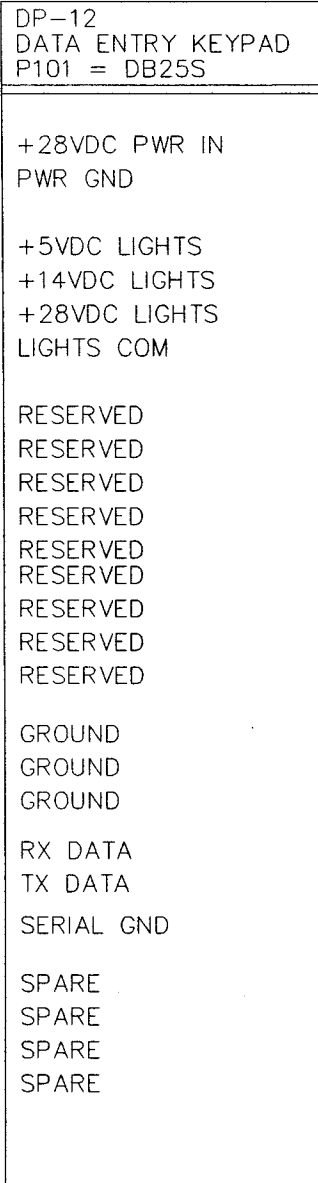 DP-12
DATA ENTRY KEYPAD
P101 = DB25S
+28VDC PWR IN
PWR GND
+5VDC LIGHTS
+14VDC LIGHTS
+28VDC LIGHTS
LIGHTS COM
RESERVED
RESERVED
RESERVED
RESERVED
RESERVED
RESERVED
RESERVED
RESERVED
RESERVED
GROUND
GROUND
GROUND
RX DATA
TX DATA
SERIAL GND
SPARE
SPARE
SPARE
SPARE